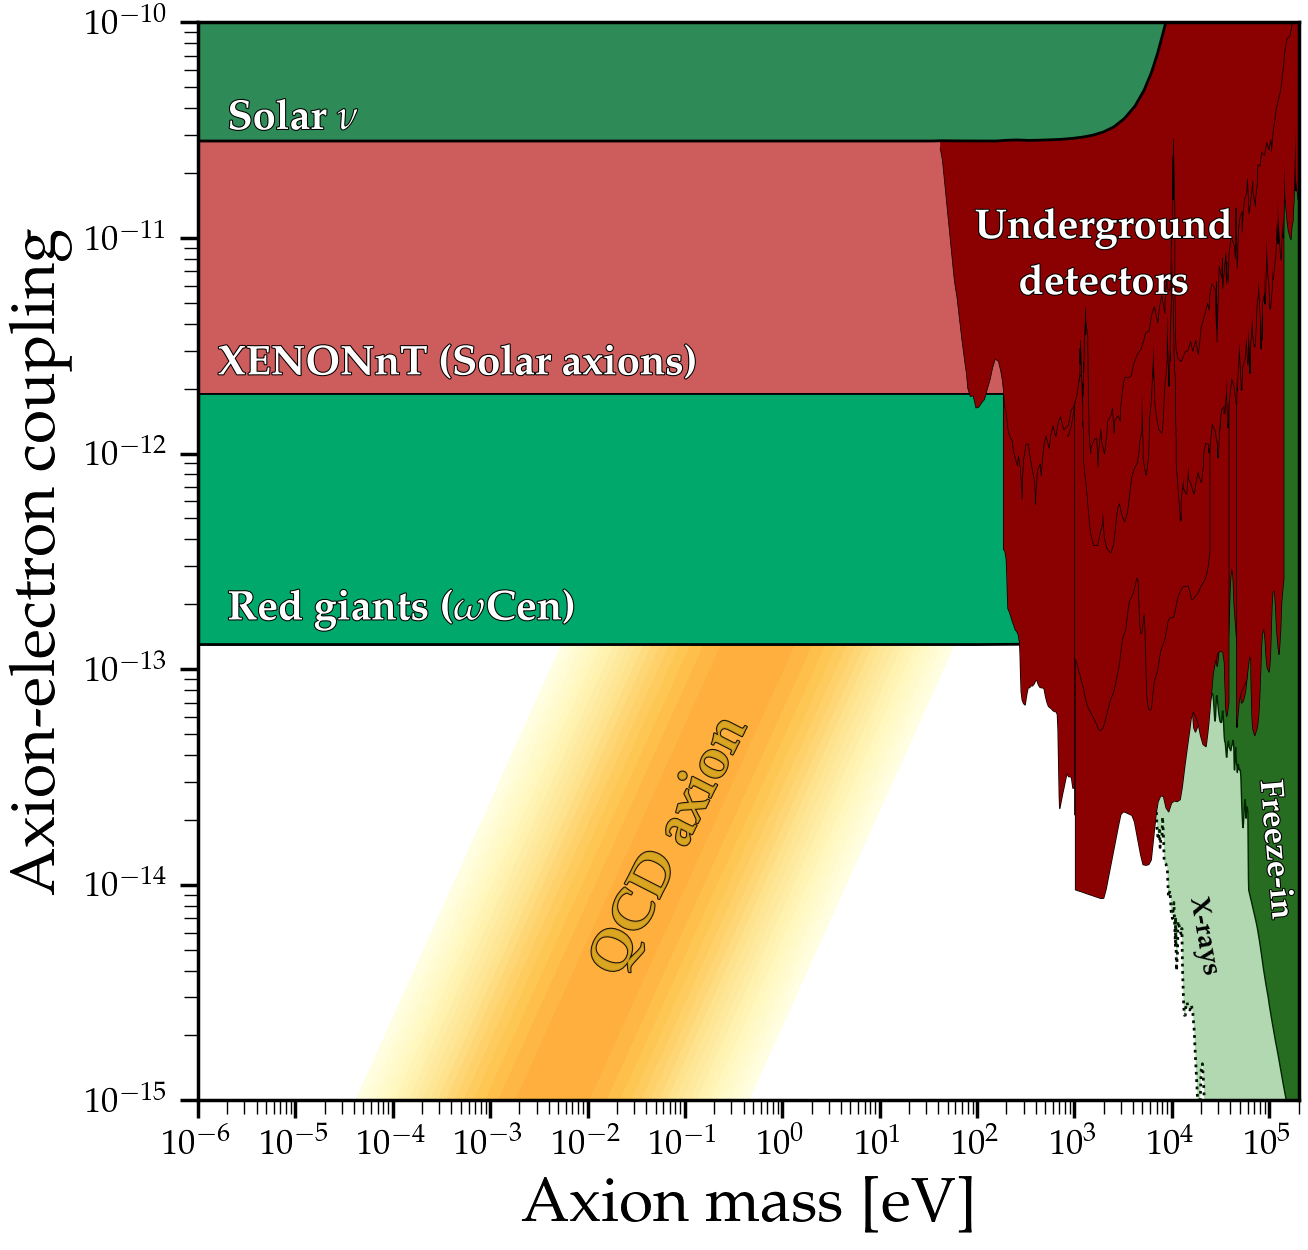 10⁻¹⁰
10⁻¹¹
10⁻¹²
10⁻¹³
10⁻¹⁴
10⁻¹⁵
Axion-electron coupling
Solar ν
Underground
detectors
XENONnT (Solar axions)
Red giants (ωCen)
QCD axion
Freeze-in
X-rays
10⁻⁶ 10⁻⁵ 10⁻⁴ 10⁻³ 10⁻² 10⁻¹ 10⁰ 10¹ 10² 10³ 10⁴ 10⁵
Axion mass [eV]